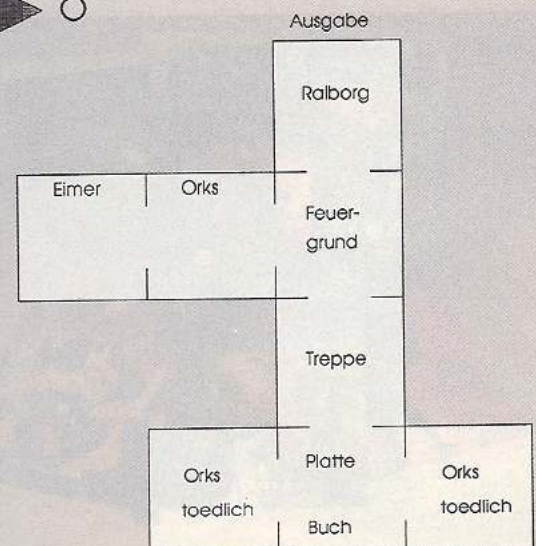 Ausgabe
Ralborg
Eimer
Orks
Feuer-
grund
Treppe
Orks
toedlich
Platte
Buch
Orks
toedlich